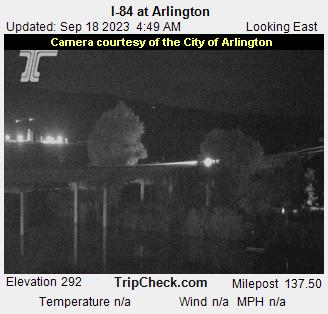 I-84 at Arlington
Updated: Sep 18 2023 4:49 AM Looking East
Camera courtesy of the City of Arlington
Elevation 292 TripCheck.com Milepost 137.50
Temperature n/a Wind n/a MPH n/a